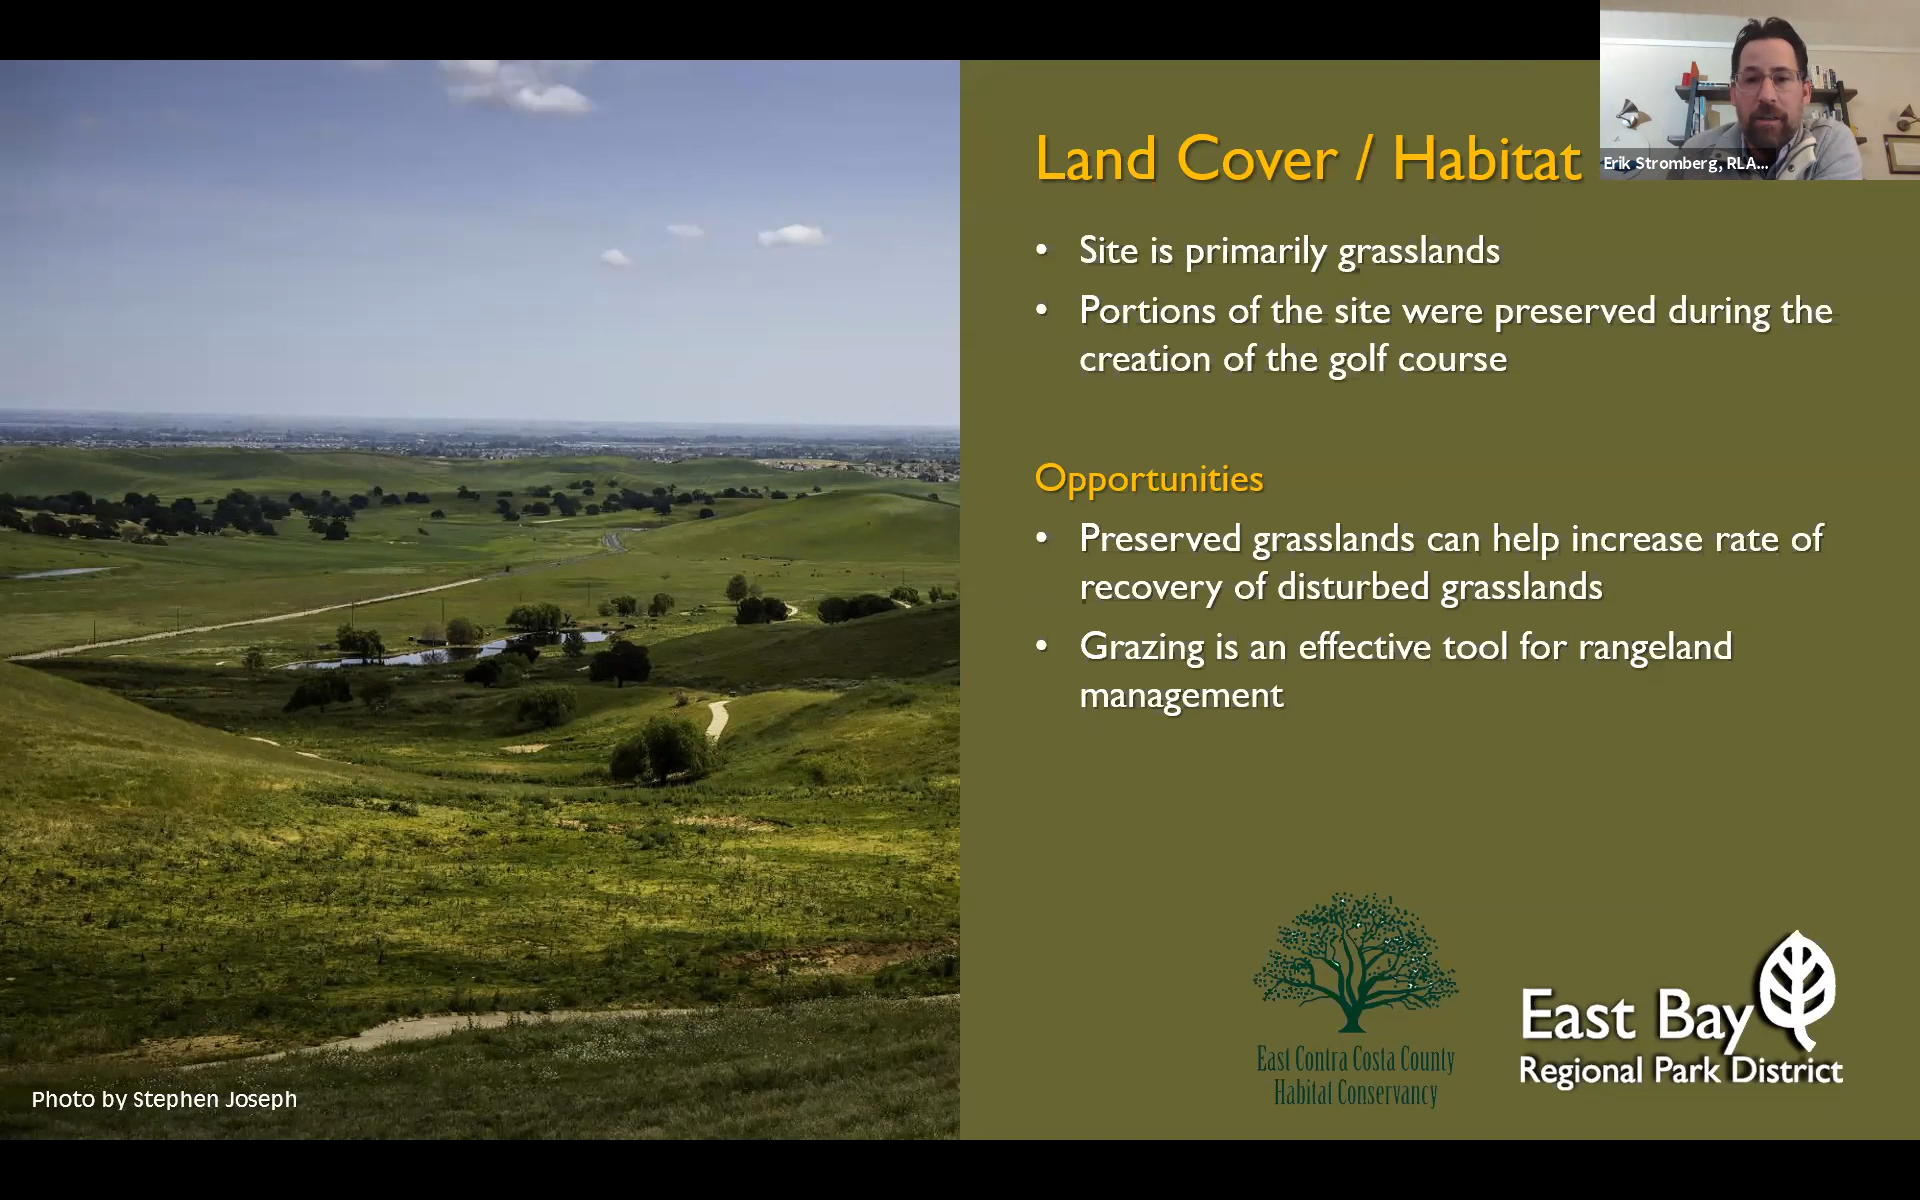 Land Cover / Habitat
Erik Stromberg, RLA...
• Site is primarily grasslands
• Portions of the site were preserved during the
creation of the golf course
Opportunities
• Preserved grasslands can help increase rate of
recovery of disturbed grasslands
• Grazing is an effective tool for rangeland
management
East Contra Costa County
Habitat Conservancy
East Bay
Regional Park District
Photo by Stephen Joseph